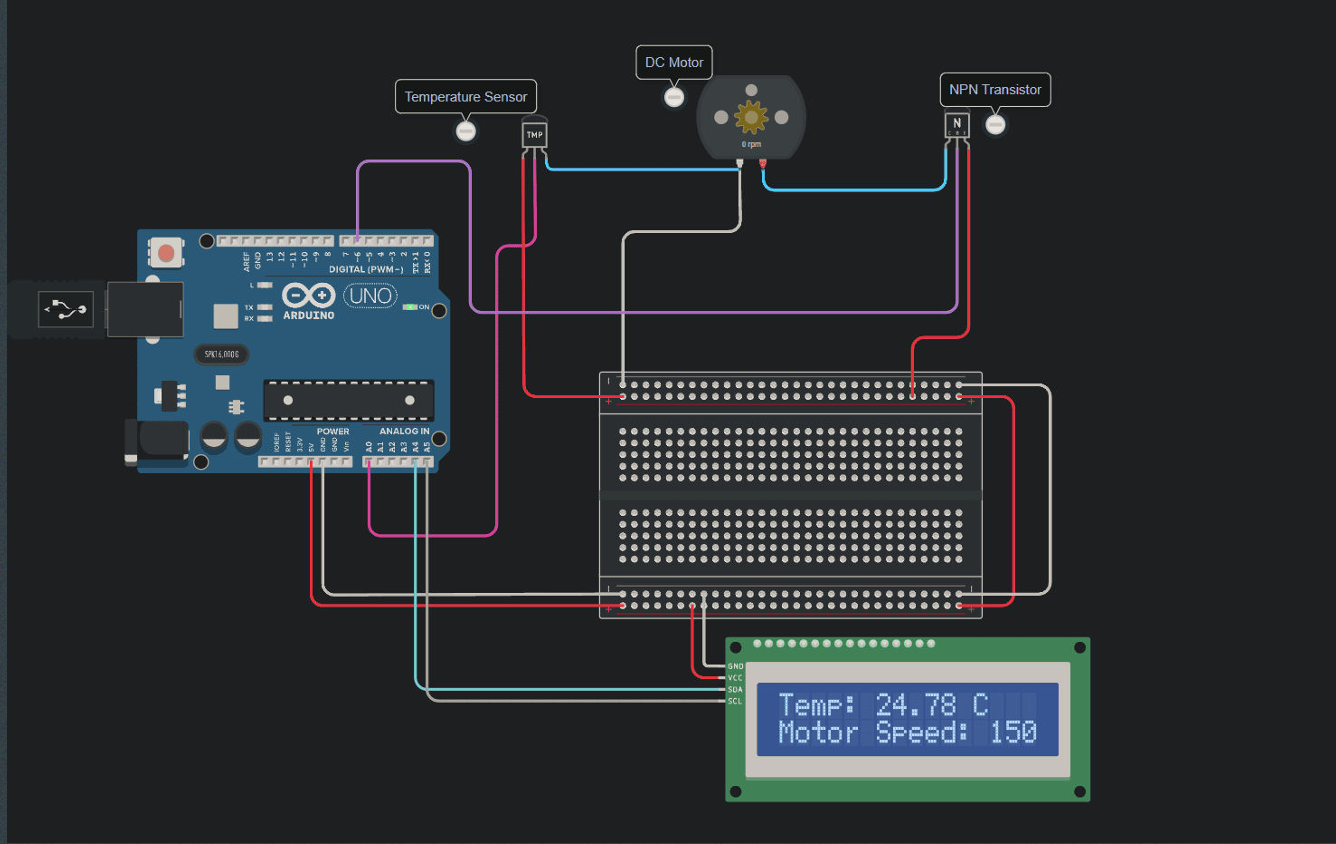 DC Motor
NPN Transistor
Temperature Sensor
TMP
N
0 rpm
AREF
GND
13
12
~11
~10
~9
8
7
~6
~5
4
~3
2
TX→1
RX←0
DIGITAL (PWM~)
L
TX
RX
ARDUINO
UNO
ON
SPK16.000G
POWER
ANALOG IN
IOREF
RESET
3.3V
5V
GND
GND
Vin
A0
A1
A2
A3
A4
A5
GND
VCC
SDA
SCL
Temp: 24.78 C
Motor Speed: 150